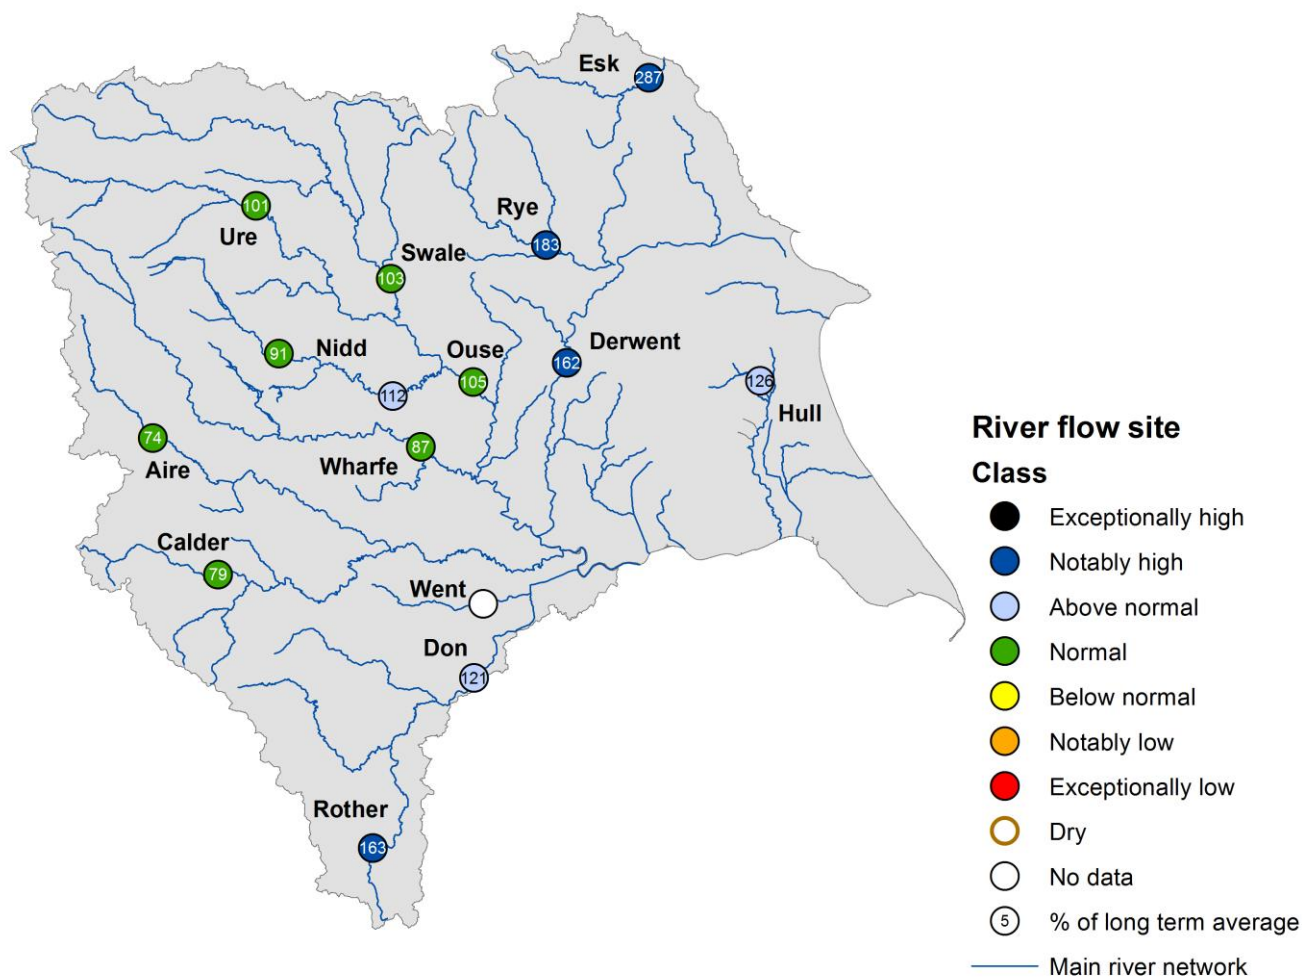 Esk
287
101
Ure
Rye
183
Swale
103
Nidd
91
Ouse
105
Derwent
162
112
126
Hull
74
Aire
Wharfe
87
Calder
79
Went
Don
121
Rother
163
River flow site
Class
Exceptionally high
Notably high
Above normal
Normal
Below normal
Notably low
Exceptionally low
Dry
No data
5 % of long term average
Main river network